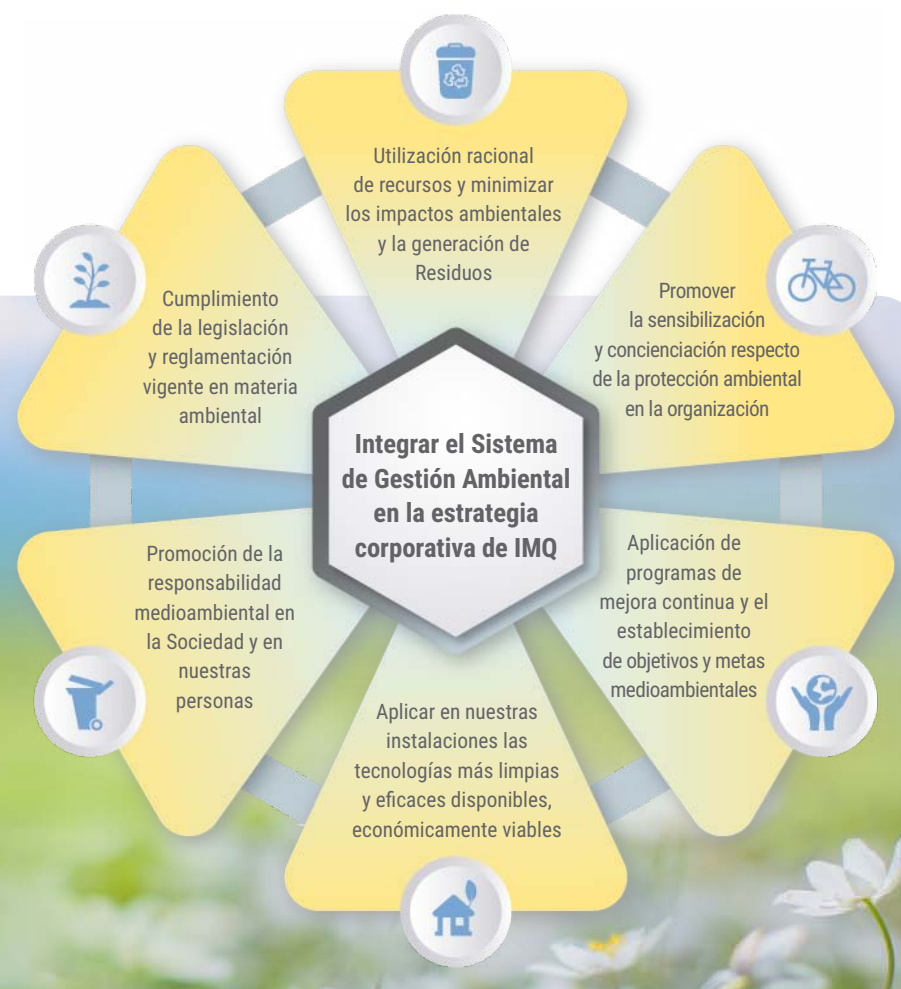 Utilización racional
de recursos y minimizar
los impactos ambientales
y la generación de
Residuos
Promover
la sensibilización
y concienciación respecto
de la protección ambiental
en la organización
Aplicación de
programas de
mejora continua y el
establecimiento
de objetivos y metas
medioambientales
Aplicar en nuestras
instalaciones las
tecnologías más limpias
y eficaces disponibles,
económicamente viables
Promoción de la
responsabilidad
medioambiental en
la Sociedad y en
nuestras
personas
Cumplimiento
de la legislación
y reglamentación
vigente en materia
ambiental
Integrar el Sistema
de Gestión Ambiental
en la estrategia
corporativa de IMQ